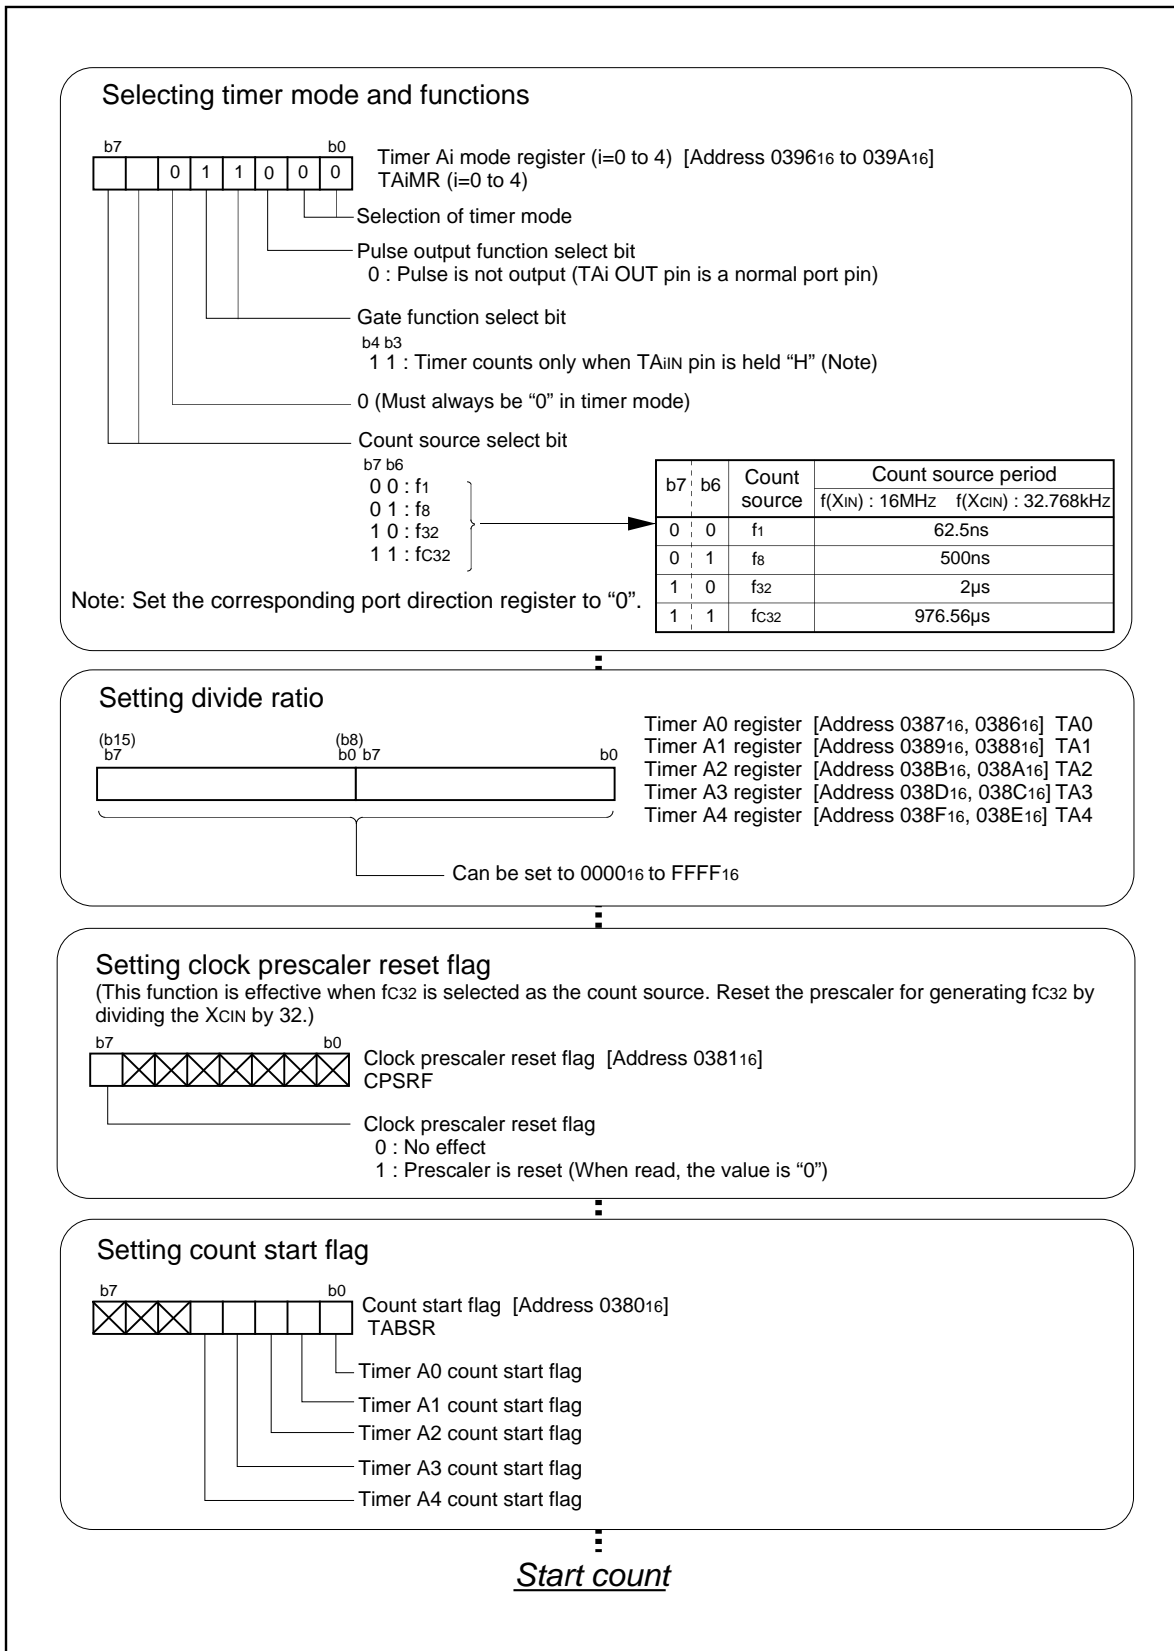 Selecting timer mode and functions
b7 b0
0 1 1 0 0 0
Timer Ai mode register (i=0 to 4) [Address 039616 to 039A16]
TAiMR (i=0 to 4)
Selection of timer mode
Pulse output function select bit
0 : Pulse is not output (TAi OUT pin is a normal port pin)
Gate function select bit
b4 b3
1 1 : Timer counts only when TAiIN pin is held “H” (Note)
0 (Must always be “0” in timer mode)
Count source select bit
b7 b6
0 0 : f1
0 1 : f8
1 0 : f32
1 1 : fC32
b7 b6 Count source Count source period
f(XIN) : 16MHz f(XCIN) : 32.768kHz
0 0 f1 62.5ns
0 1 f8 500ns
1 0 f32 2µs
1 1 fC32 976.56µs
Note: Set the corresponding port direction register to “0”.
Setting divide ratio
(b15) (b8)
b7 b0 b7 b0
Timer A0 register [Address 038716, 038616] TA0
Timer A1 register [Address 038916, 038816] TA1
Timer A2 register [Address 038B16, 038A16] TA2
Timer A3 register [Address 038D16, 038C16] TA3
Timer A4 register [Address 038F16, 038E16] TA4
Can be set to 000016 to FFFF16
Setting clock prescaler reset flag
(This function is effective when fC32 is selected as the count source. Reset the prescaler for generating fC32 by
dividing the XCIN by 32.)
b7 b0
Clock prescaler reset flag [Address 038116]
CPSRF
Clock prescaler reset flag
0 : No effect
1 : Prescaler is reset (When read, the value is “0”)
Setting count start flag
b7 b0
Count start flag [Address 038016]
TABSR
Timer A0 count start flag
Timer A1 count start flag
Timer A2 count start flag
Timer A3 count start flag
Timer A4 count start flag
Start count